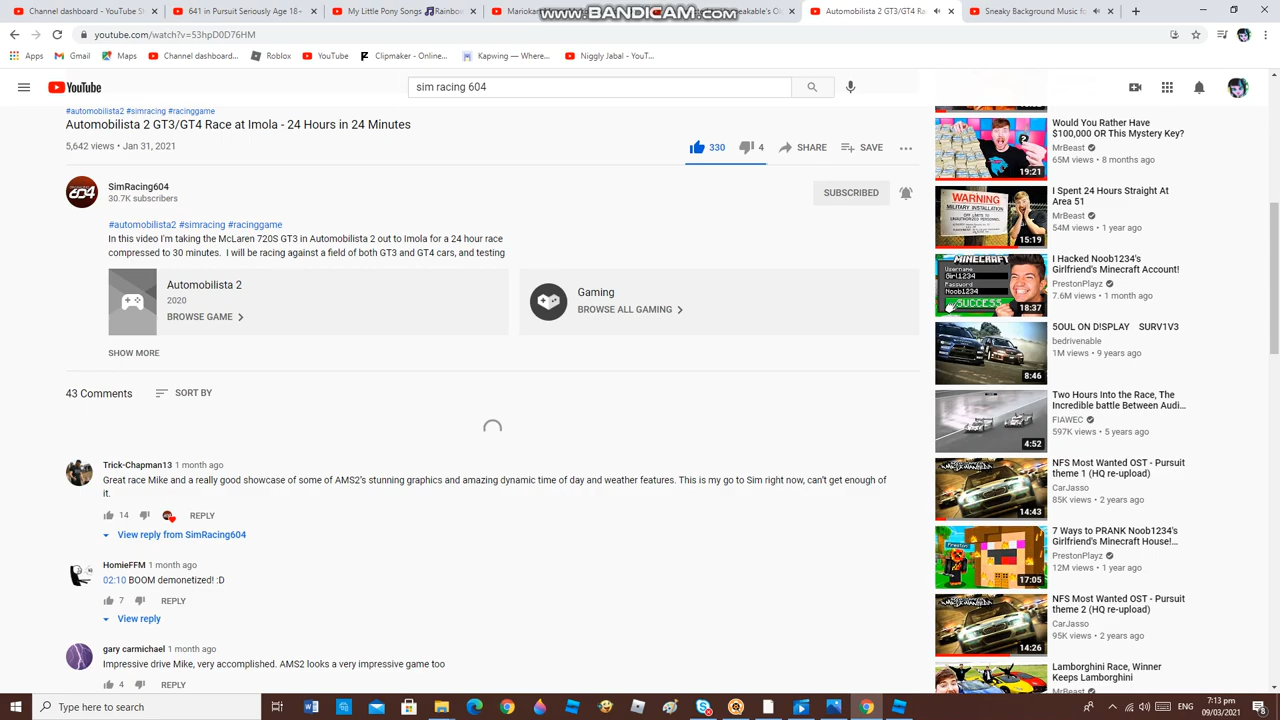 YouTube Pursuit Seriously Age 18+
My Little Pony Songs
WWW.BANDICAM.COM
Automobilista 2 GT3/GT4 Ra
Sneaky Background Music fo
youtube.com/watch?v=53hpD0D76HM
Apps Gmail Maps Channel dashboard... Roblox YouTube Clipmaker - Online... Kapwing — Where... Niggly Jabal - YouT...
YouTube sim racing 604
#automobilista2 #simracing #racinggame
Automobilista 2 GT3/GT4 Race at Imola - 24 Hours in 24 Minutes
5,642 views • Jan 31, 2021
330 4 SHARE SAVE
604
SimRacing604
30.7K subscribers
SUBSCRIBED
#automobilista2 #simracing #racinggame
In this video I'm taking the McLaren 720S GT3 in Automobilista 2 out to Imola for a 24 hour race
compressed to 30 minutes. I will be racing against a field of both GT3 and GT4 cars, and testing
Automobilista 2
2020
BROWSE GAME
Gaming
BROWSE ALL GAMING
SHOW MORE
43 Comments SORT BY
Trick-Chapman13 1 month ago
Great race Mike and a really good showcase of some of AMS2's stunning graphics and amazing dynamic time of day and weather features. This is my go to Sim right now, can't get enough of
it.
14 REPLY
View reply from SimRacing604
HomieFFM 1 month ago
02:10 BOOM demonetized! :D
7 REPLY
View reply
gary carmichael 1 month ago
Impressive drive Mike, very accomplished. AMS2 looks a very impressive game too
4 REPLY
Would You Rather Have
$100,000 OR This Mystery Key?
MrBeast
65M views • 8 months ago
19:21
I Spent 24 Hours Straight At
Area 51
MrBeast
54M views • 1 year ago
WARNING
MILITARY INSTALLATION
15:19
I Hacked Noob1234's
Girlfriend's Minecraft Account!
PrestonPlayz
7.6M views • 1 month ago
MINECRAFT
Username
Girl1234
Password
Noob1234
SUCCESS
18:37
5OUL ON D!SPLAY SURV1V3
bedrivenable
1M views • 9 years ago
8:46
Two Hours Into the Race, The
Incredible battle Between Audi...
FIAWEC
597K views • 5 years ago
4:52
NFS Most Wanted OST - Pursuit
theme 1 (HQ re-upload)
CarJasso
85K views • 2 years ago
14:43
7 Ways to PRANK Noob1234's
Girlfriend's Minecraft House!...
PrestonPlayz
12M views • 1 year ago
Preston
17:05
NFS Most Wanted OST - Pursuit
theme 2 (HQ re-upload)
CarJasso
95K views • 2 years ago
14:26
Lamborghini Race, Winner
Keeps Lamborghini
MrBeast
Type here to search
ENG
7:13 pm
09/03/2021